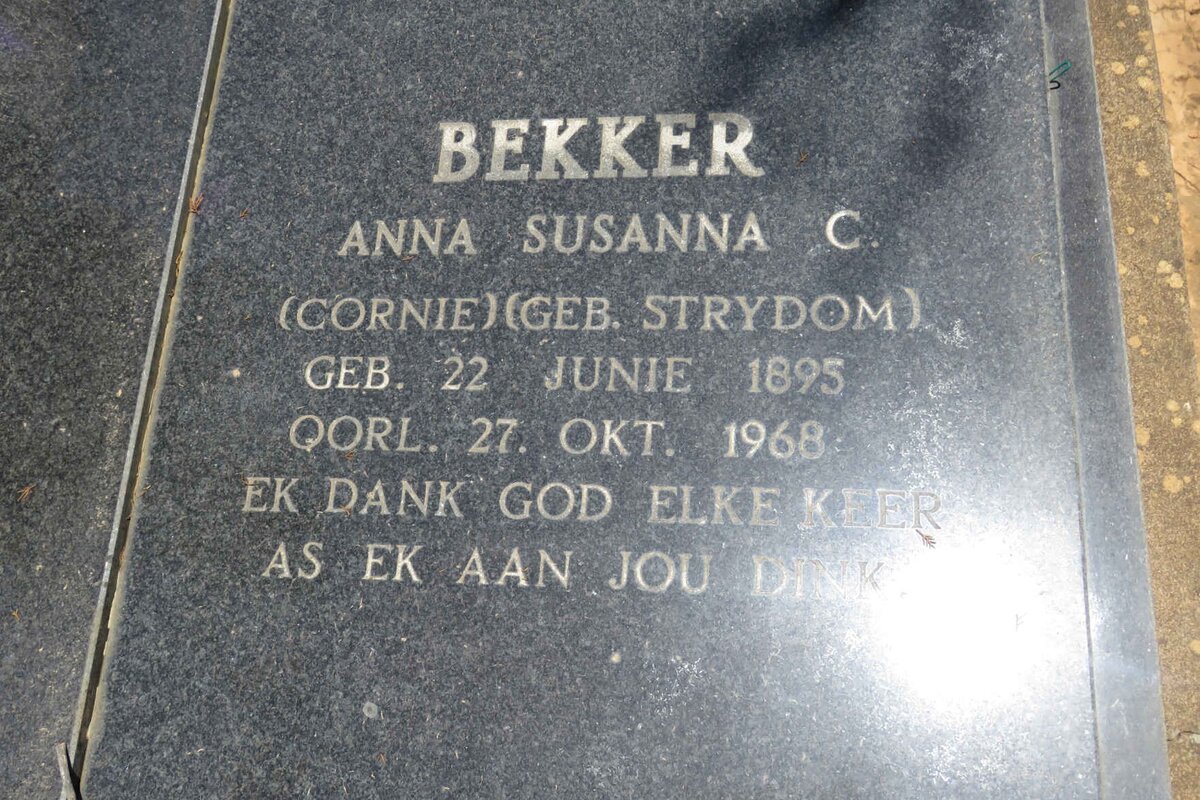 BEKKER
ANNA SUSANNA C.
(CORNIE)(GEB. STRYDOM)
GEB. 22 JUNIE 1895
OORL. 27. OKT. 1968
EK DANK GOD ELKE KEER
AS EK AAN JOU DINK